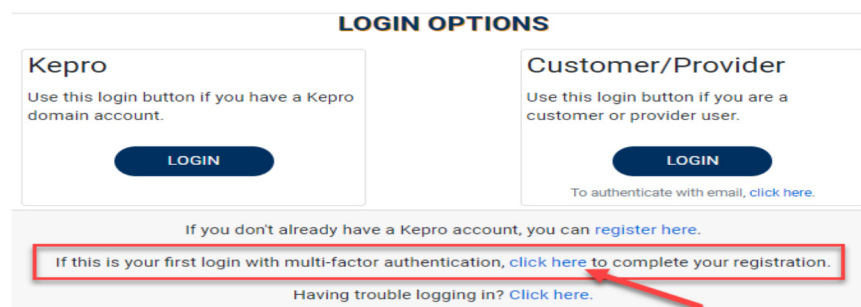 LOGIN OPTIONS
Kepro
Use this login button if you have a Kepro
domain account.
LOGIN
Customer/Provider
Use this login button if you are a
customer or provider user.
LOGIN
To authenticate with email, click here.
If you don't already have a Kepro account, you can register here.
If this is your first login with multi-factor authentication, click here to complete your registration.
Having trouble logging in? Click here.